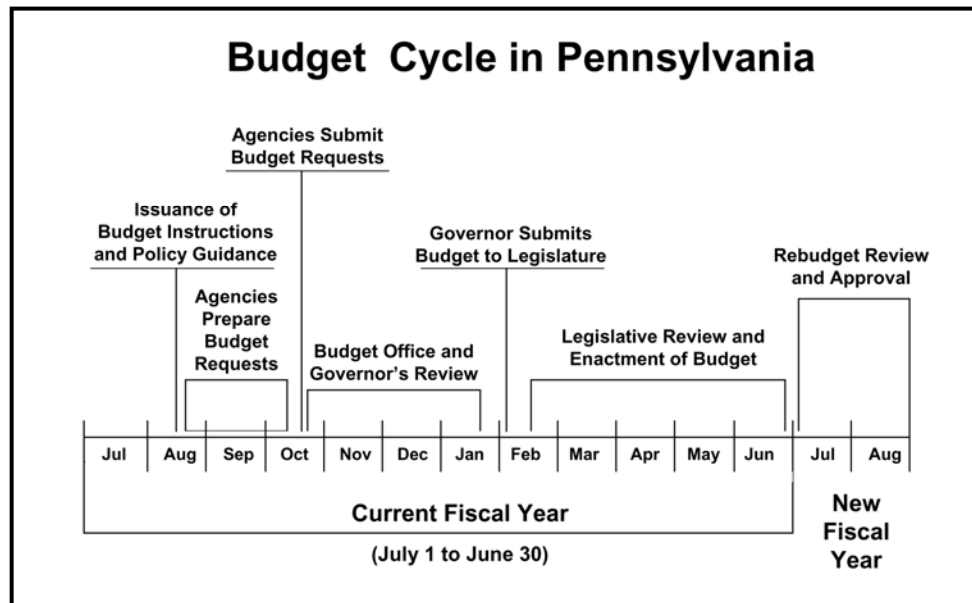 Budget Cycle in Pennsylvania
Agencies Submit
Budget Requests
Issuance of
Budget Instructions
and Policy Guidance
Governor Submits
Budget to Legislature
Rebudget Review
and Approval
Agencies
Prepare
Budget
Requests
Budget Office and
Governor's Review
Legislative Review and
Enactment of Budget
Jul Aug Sep Oct Nov Dec Jan Feb Mar Apr May Jun Jul Aug
Current Fiscal Year
(July 1 to June 30)
New
Fiscal
Year